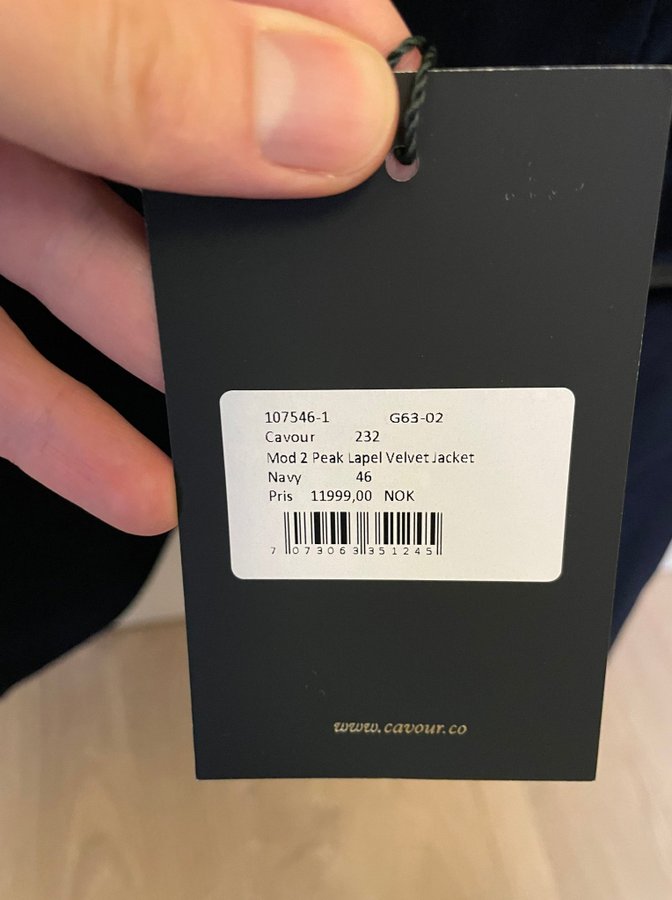 107546-1 G63-02
Cavour 232
Mod 2 Peak Lapel Velvet Jacket
Navy 46
Pris 11999,00 NOK
7 073063 351245
www.cavour.co